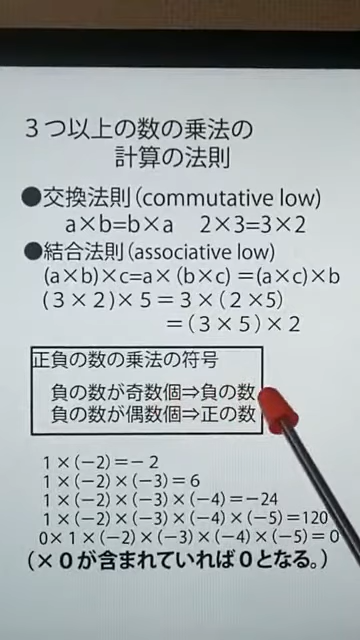 ３つ以上の数の乗法の
計算の法則
●交換法則(commutative low)
a×b=b×a　2×3=3×2
●結合法則(associative low)
(a×b)×c=a×(b×c)＝(a×c)×b
(３×２)×５＝３×(２×５)
＝(３×５)×２
正負の数の乗法の符号
負の数が奇数個⇒負の数
負の数が偶数個⇒正の数
1×(−2)＝−２
1×(−2)×(−3)＝6
1×(−2)×(−3)×(−4)＝−24
1×(−2)×(−3)×(−4)×(−5)＝120
0×1×(−2)×(−3)×(−4)×(−5)＝0
(×０が含まれていれば０となる。)